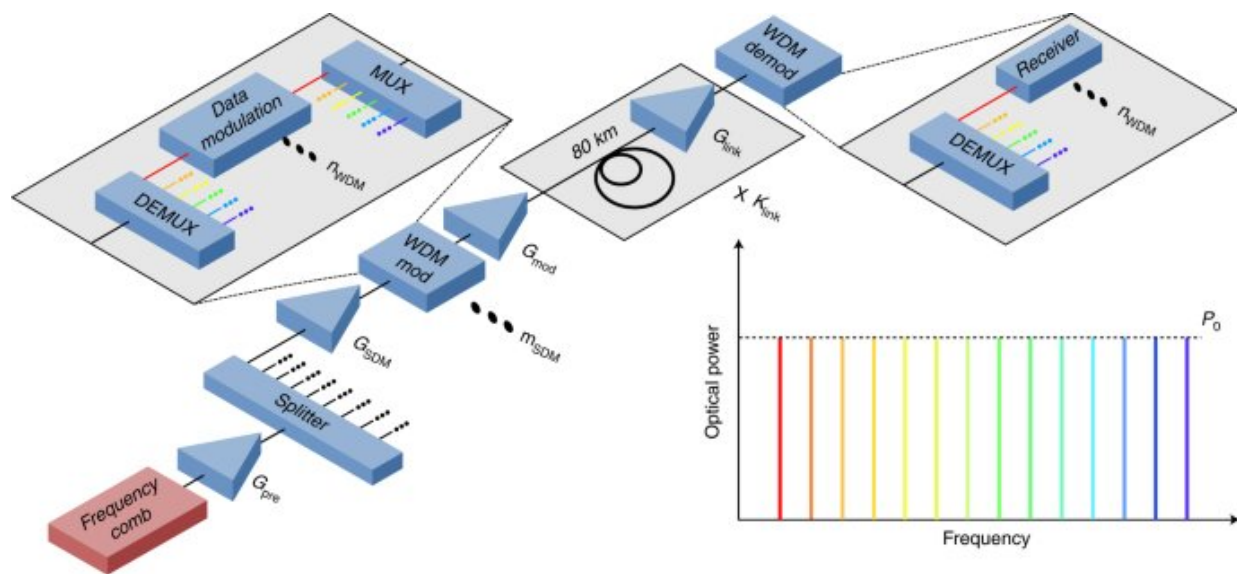 MUX
Data
modulation
n_WDM
DEMUX
WDM
demod
Receiver
n_WDM
DEMUX
80 km
G_link
X K_link
G_mod
WDM
mod
m_SDM
G_SDM
Splitter
G_pre
Frequency
comb
P_0
Optical power
Frequency